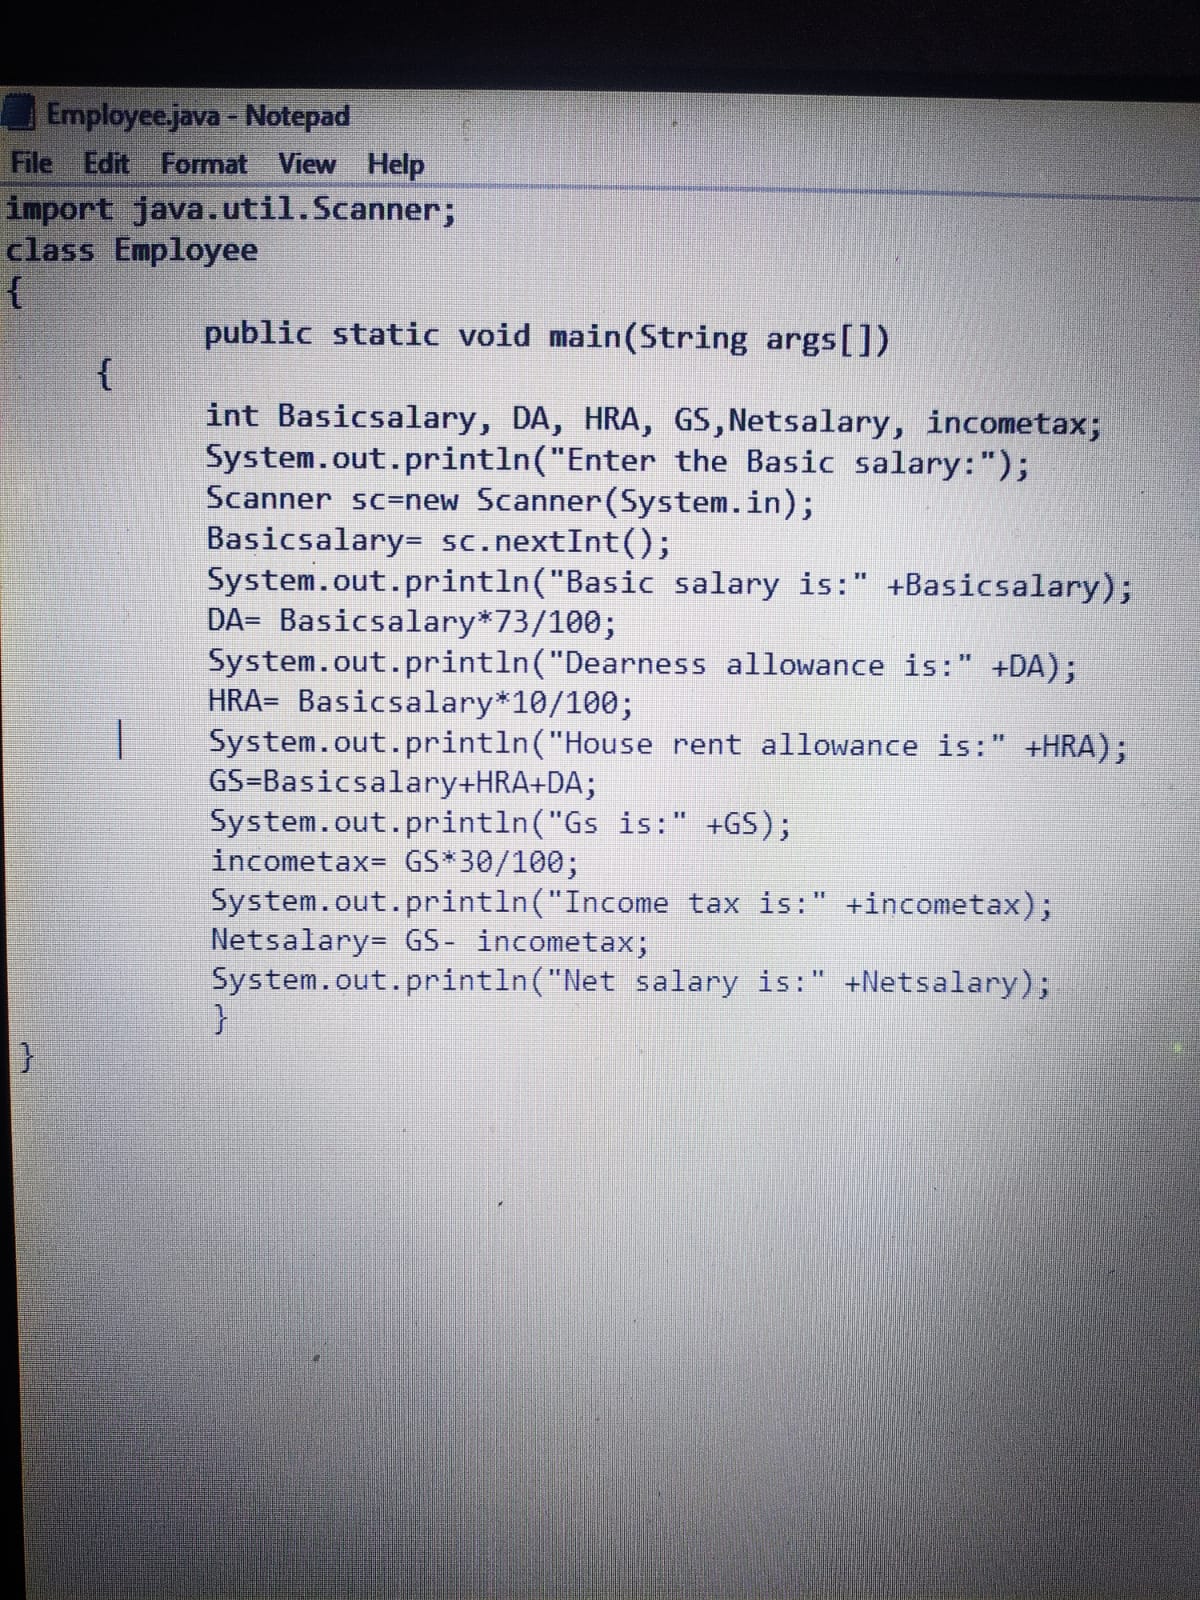 Employee.java - Notepad
File Edit Format View Help
import java.util.Scanner;
class Employee
{
public static void main(String args[])
{
int Basicsalary, DA, HRA, GS,Netsalary, incometax;
System.out.println("Enter the Basic salary:");
Scanner sc=new Scanner(System.in);
Basicsalary= sc.nextInt();
System.out.println("Basic salary is:" +Basicsalary);
DA= Basicsalary*73/100;
System.out.println("Dearness allowance is:" +DA);
HRA= Basicsalary*10/100;
System.out.println("House rent allowance is:" +HRA);
GS=Basicsalary+HRA+DA;
System.out.println("Gs is:" +GS);
incometax= GS*30/100;
System.out.println("Income tax is:" +incometax);
Netsalary= GS- incometax;
System.out.println("Net salary is:" +Netsalary);
}
}